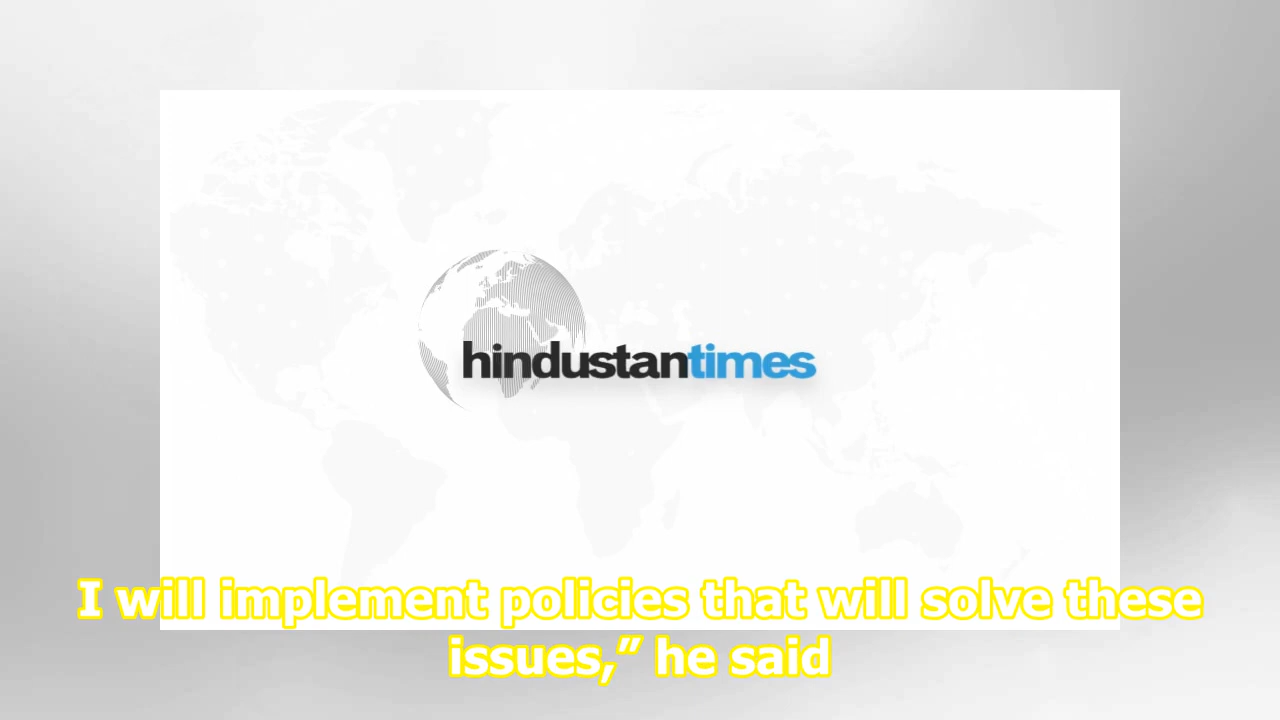 hindustantimes
I will implement policies that will solve these
issues,” he said